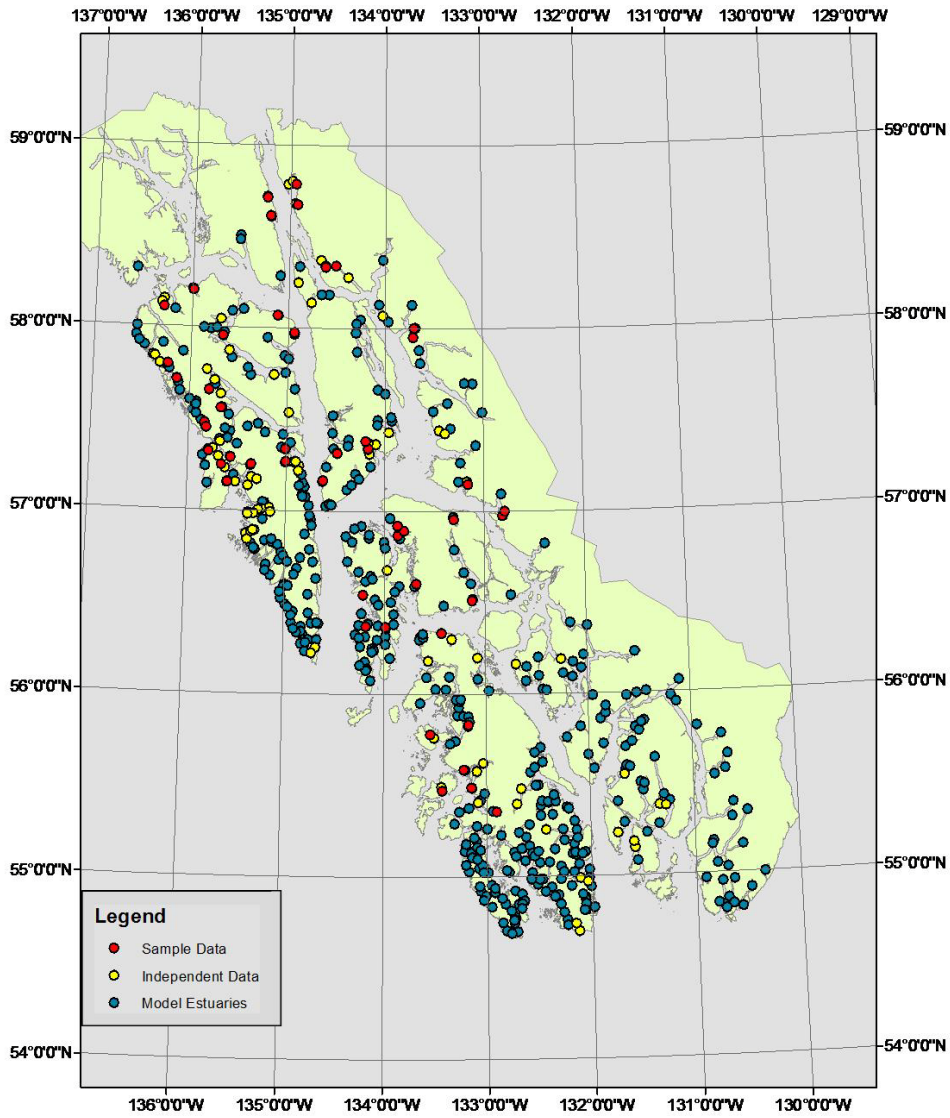 137°0'0"W 136°0'0"W 135°0'0"W 134°0'0"W 133°0'0"W 132°0'0"W 131°0'0"W 130°0'0"W 129°0'0"W
59°0'0"N 59°0'0"N
58°0'0"N 58°0'0"N
57°0'0"N 57°0'0"N
56°0'0"N 56°0'0"N
55°0'0"N 55°0'0"N
Legend
Sample Data
Independent Data
Model Estuaries
54°0'0"N 54°0'0"N
136°0'0"W 135°0'0"W 134°0'0"W 133°0'0"W 132°0'0"W 131°0'0"W 130°0'0"W